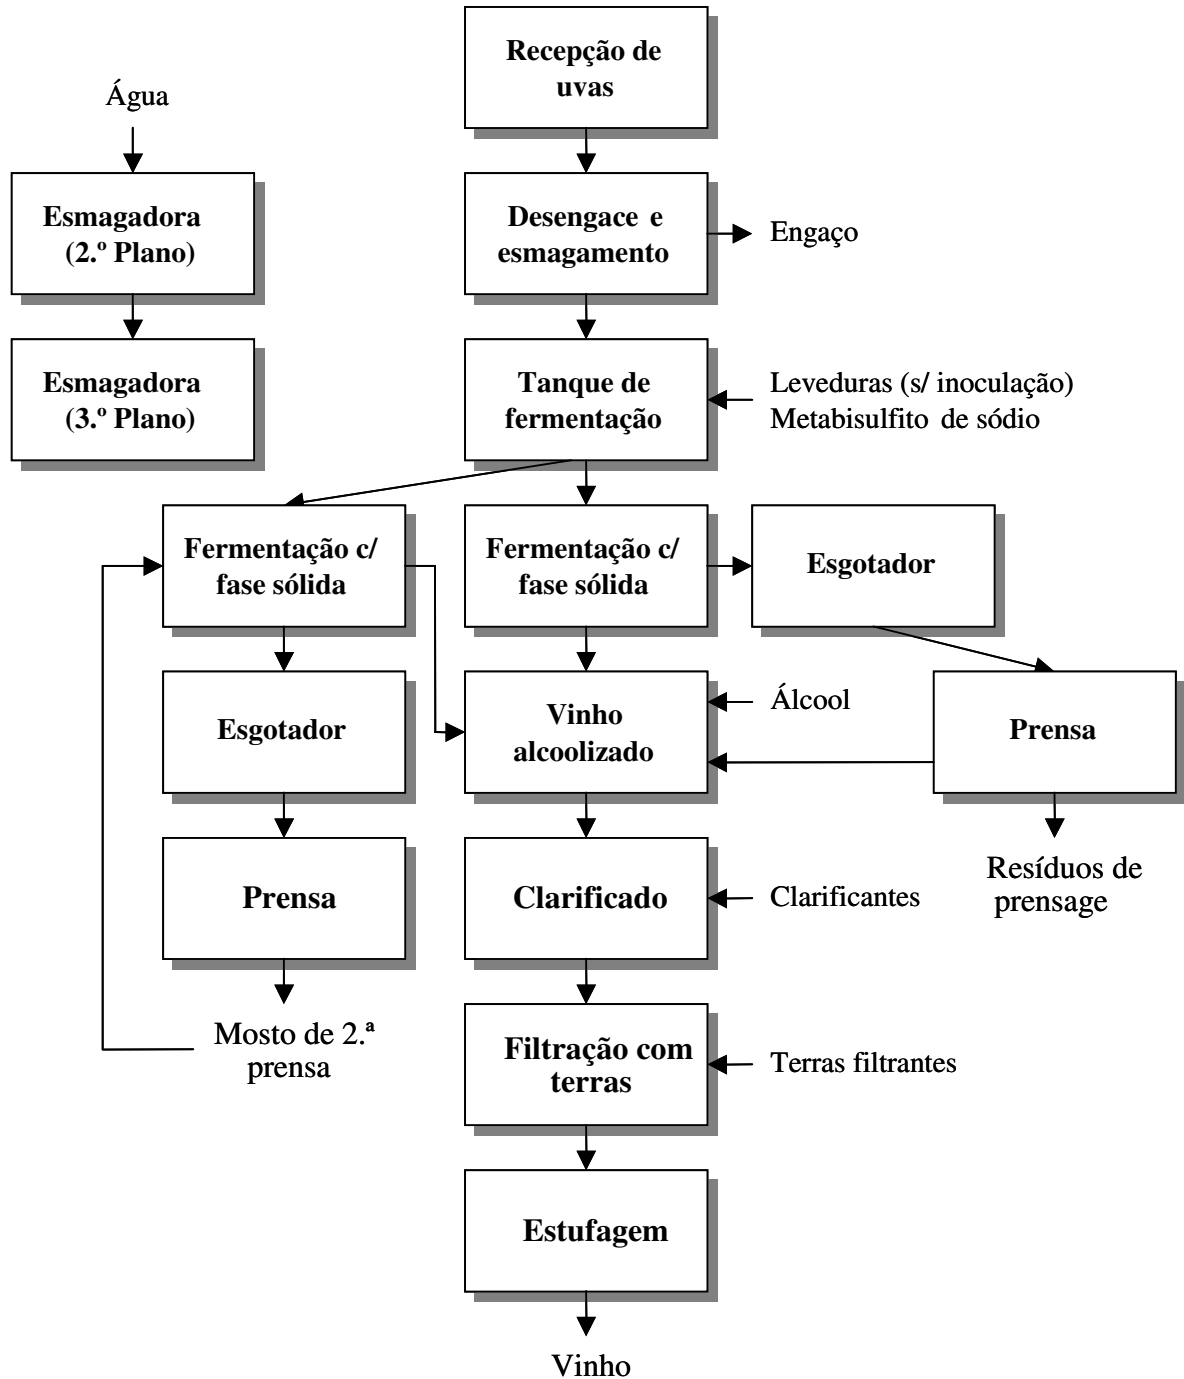 Recepção de
uvas
Água
Esmagadora
(2.º Plano)
Desengace e
esmagamento
Engaço
Esmagadora
(3.º Plano)
Tanque de
fermentação
Leveduras (s/ inoculação)
Metabisulfito de sódio
Fermentação c/
fase sólida
Fermentação c/
fase sólida
Esgotador
Esgotador
Vinho
alcoolizado
Álcool
Prensa
Prensa
Clarificado
Clarificantes
Resíduos de
prensage
Mosto de 2.ª
prensa
Filtração com
terras
Terras filtrantes
Estufagem
Vinho